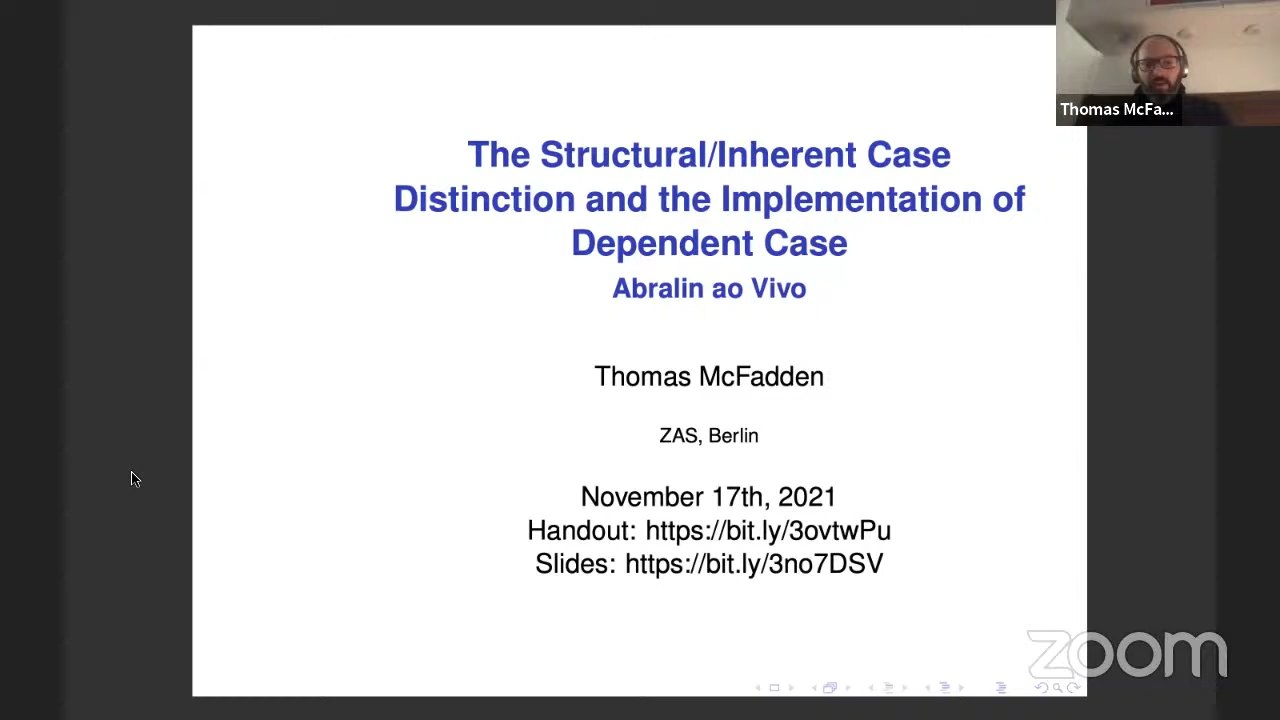 The Structural/Inherent Case
Distinction and the Implementation of
Dependent Case
Abralin ao Vivo
Thomas McFadden
ZAS, Berlin
November 17th, 2021
Handout: https://bit.ly/3ovtwPu
Slides: https://bit.ly/3no7DSV
Thomas McFa...
zoom